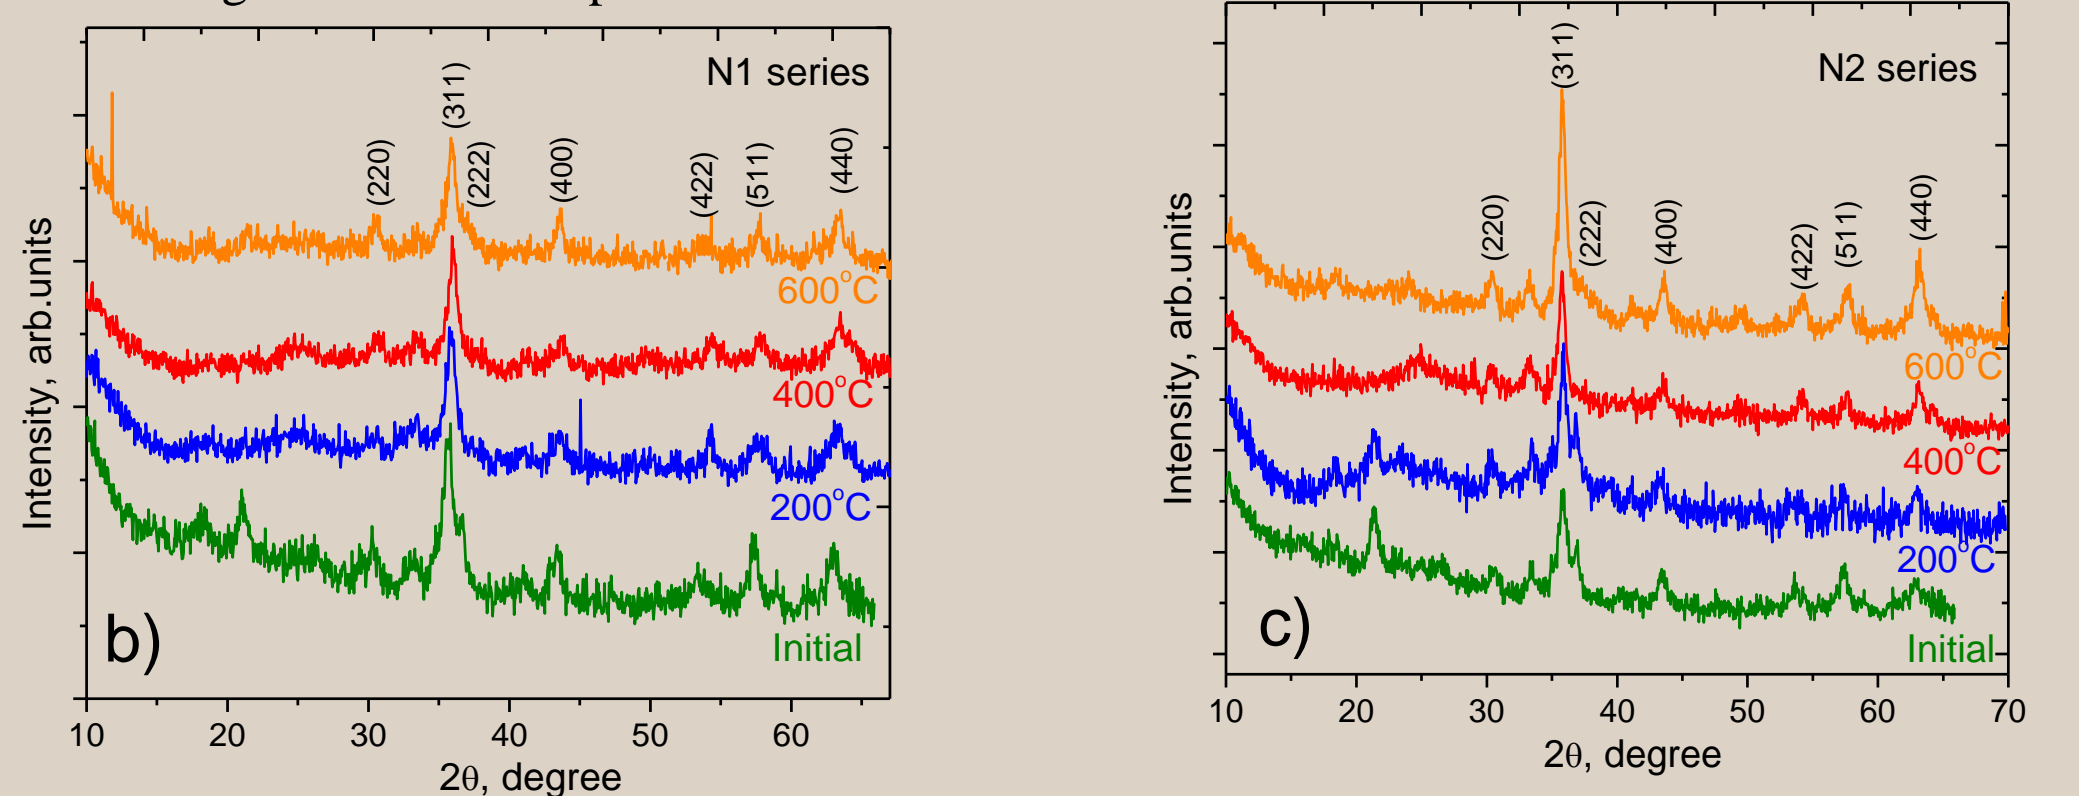 N1 series
(220)
(311)
(222)
(400)
(422)
(511)
(440)
600°C
400°C
200°C
Initial
b)
Intensity, arb.units
10 20 30 40 50 60
2θ, degree
N2 series
(220)
(311)
(222)
(400)
(422)
(511)
(440)
600°C
400°C
200°C
Initial
c)
Intensity, arb.units
10 20 30 40 50 60 70
2θ, degree